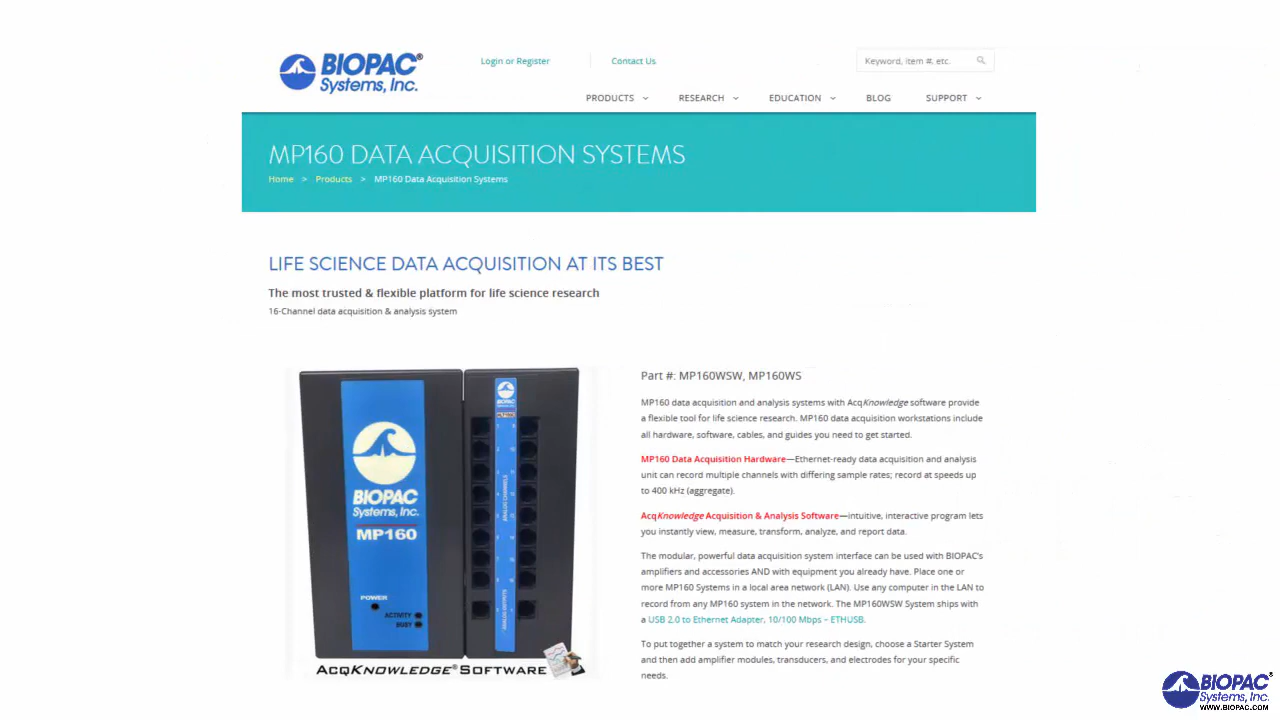 BIOPAC®
Systems, Inc.
Login or Register
Contact Us
Keyword, item #, etc.
PRODUCTS
RESEARCH
EDUCATION
BLOG
SUPPORT
MP160 DATA ACQUISITION SYSTEMS
Home > Products > MP160 Data Acquisition Systems
LIFE SCIENCE DATA ACQUISITION AT ITS BEST
The most trusted & flexible platform for life science research
16-Channel data acquisition & analysis system
BIOPAC
Systems, Inc.
MP160
POWER
ACTIVITY
BUSY
BIOPAC
ACQKNOWLEDGE® SOFTWARE
Part #: MP160WSW, MP160WS
MP160 data acquisition and analysis systems with AcqKnowledge software provide
a flexible tool for life science research. MP160 data acquisition workstations include
all hardware, software, cables, and guides you need to get started.
MP160 Data Acquisition Hardware—Ethernet-ready data acquisition and analysis
unit can record multiple channels with differing sample rates; record at speeds up
to 400 kHz (aggregate).
AcqKnowledge Acquisition & Analysis Software—intuitive, interactive program lets
you instantly view, measure, transform, analyze, and report data.
The modular, powerful data acquisition system interface can be used with BIOPAC's
amplifiers and accessories AND with equipment you already have. Place one or
more MP160 Systems in a local area network (LAN). Use any computer in the LAN to
record from any MP160 system in the network. The MP160WSW System ships with
a USB 2.0 to Ethernet Adapter, 10/100 Mbps – ETHUSB.
To put together a system to match your research design, choose a Starter System
and then add amplifier modules, transducers, and electrodes for your specific
needs.
BIOPAC®
Systems, Inc.
WWW.BIOPAC.COM